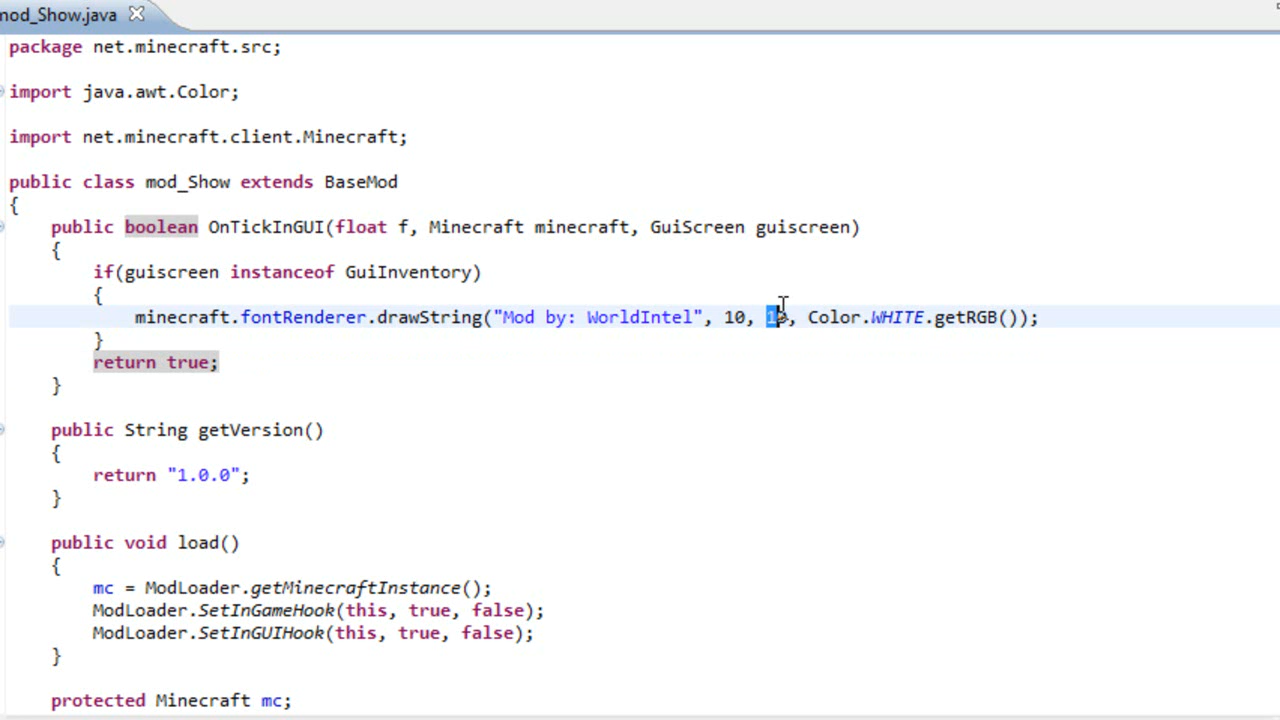 mod_Show.java
package net.minecraft.src;
import java.awt.Color;
import net.minecraft.client.Minecraft;
public class mod_Show extends BaseMod
{
    public boolean OnTickInGUI(float f, Minecraft minecraft, GuiScreen guiscreen)
    {
        if(guiscreen instanceof GuiInventory)
        {
            minecraft.fontRenderer.drawString("Mod by: WorldIntel", 10, 10, Color.WHITE.getRGB());
        }
        return true;
    }
    public String getVersion()
    {
        return "1.0.0";
    }
    public void load()
    {
        mc = ModLoader.getMinecraftInstance();
        ModLoader.SetInGameHook(this, true, false);
        ModLoader.SetInGUIHook(this, true, false);
    }
    protected Minecraft mc;